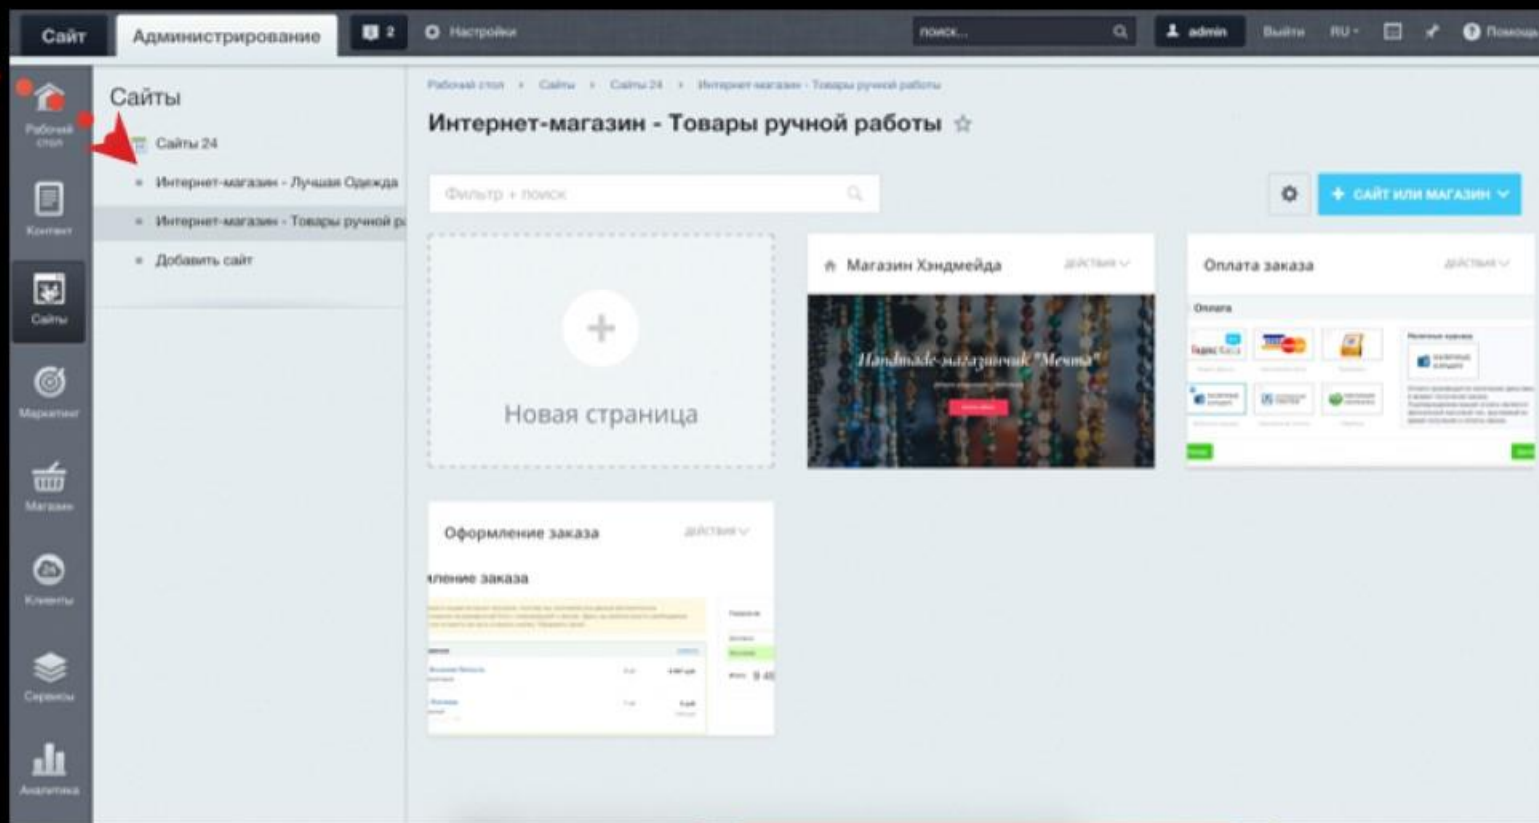 Сайт
Администрирование
2
Настройки
поиск...
admin
Выйти
RU
Помощь
Рабочий
стол
Контент
Сайты
Маркетинг
Магазин
Клиенты
24
Сервисы
Аналитика
Сайты
Сайты 24
Интернет-магазин - Лучшая Одежда
Интернет-магазин - Товары ручной
Добавить сайт
Рабочий стол
Сайты
Сайты 24
Интернет-магазин - Товары ручной работы
Интернет-магазин - Товары ручной работы
Фильтр + поиск
+ САЙТ ИЛИ МАГАЗИН
Новая страница
Магазин Хэндмейда
ДЕЙСТВИЯ
Handmade-магазинчик "Мечта"
Оплата заказа
ДЕЙСТВИЯ
Оплата
Оформление заказа
ДЕЙСТВИЯ
заказа